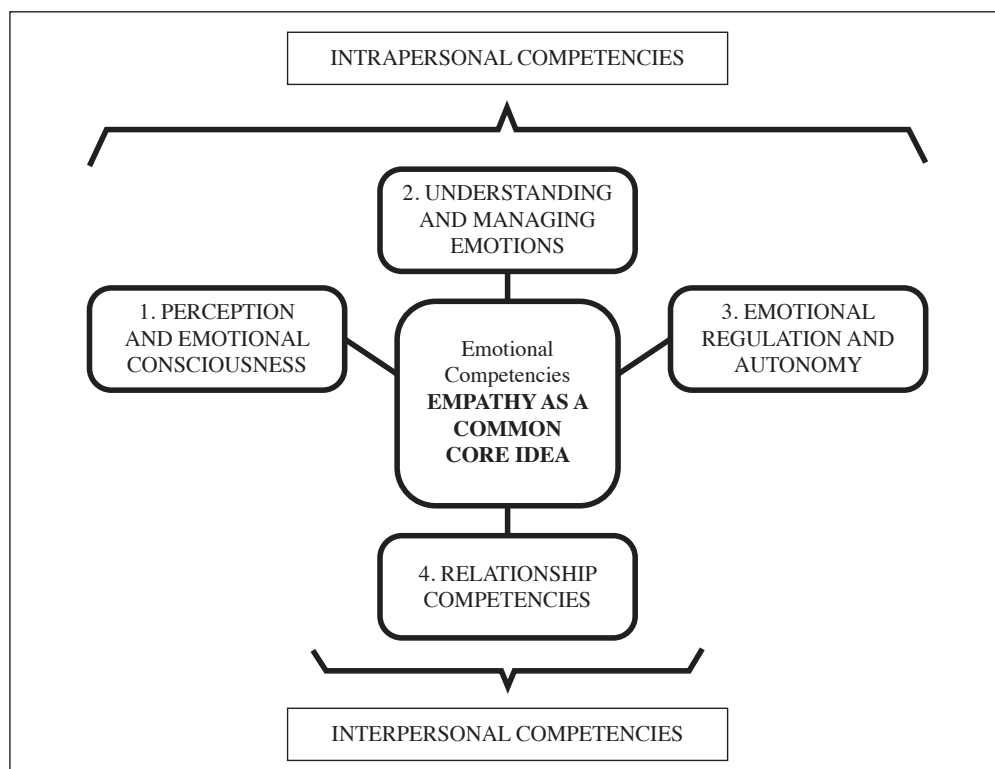 INTRAPERSONAL COMPETENCIES
2. UNDERSTANDING
AND MANAGING
EMOTIONS
1. PERCEPTION
AND EMOTIONAL
CONSCIOUSNESS
Emotional
Competencies
EMPATHY AS A
COMMON
CORE IDEA
3. EMOTIONAL
REGULATION AND
AUTONOMY
4. RELATIONSHIP
COMPETENCIES
INTERPERSONAL COMPETENCIES